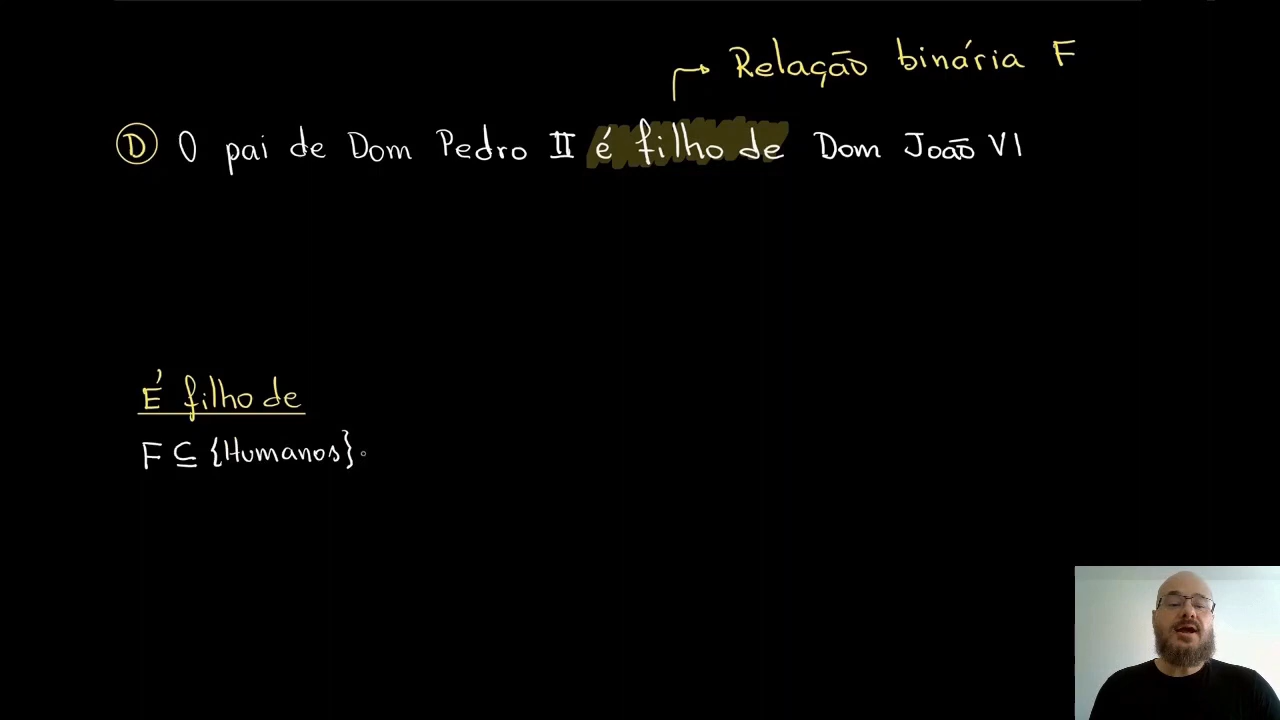 Relação binária F
D O pai de Dom Pedro II é filho de Dom João VI
É filho de
F ⊆ {Humanos}